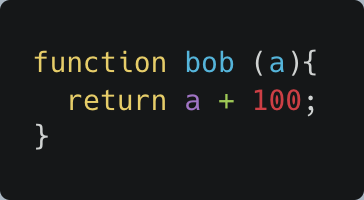 function bob (a){
  return a + 100;
}